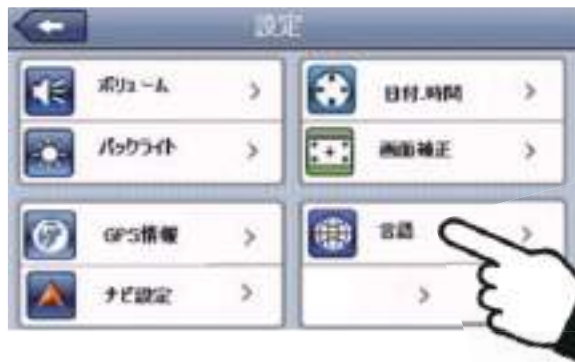 設定
ボリューム
日付.時間
バックライト
画面補正
GPS情報
言語
ナビ設定